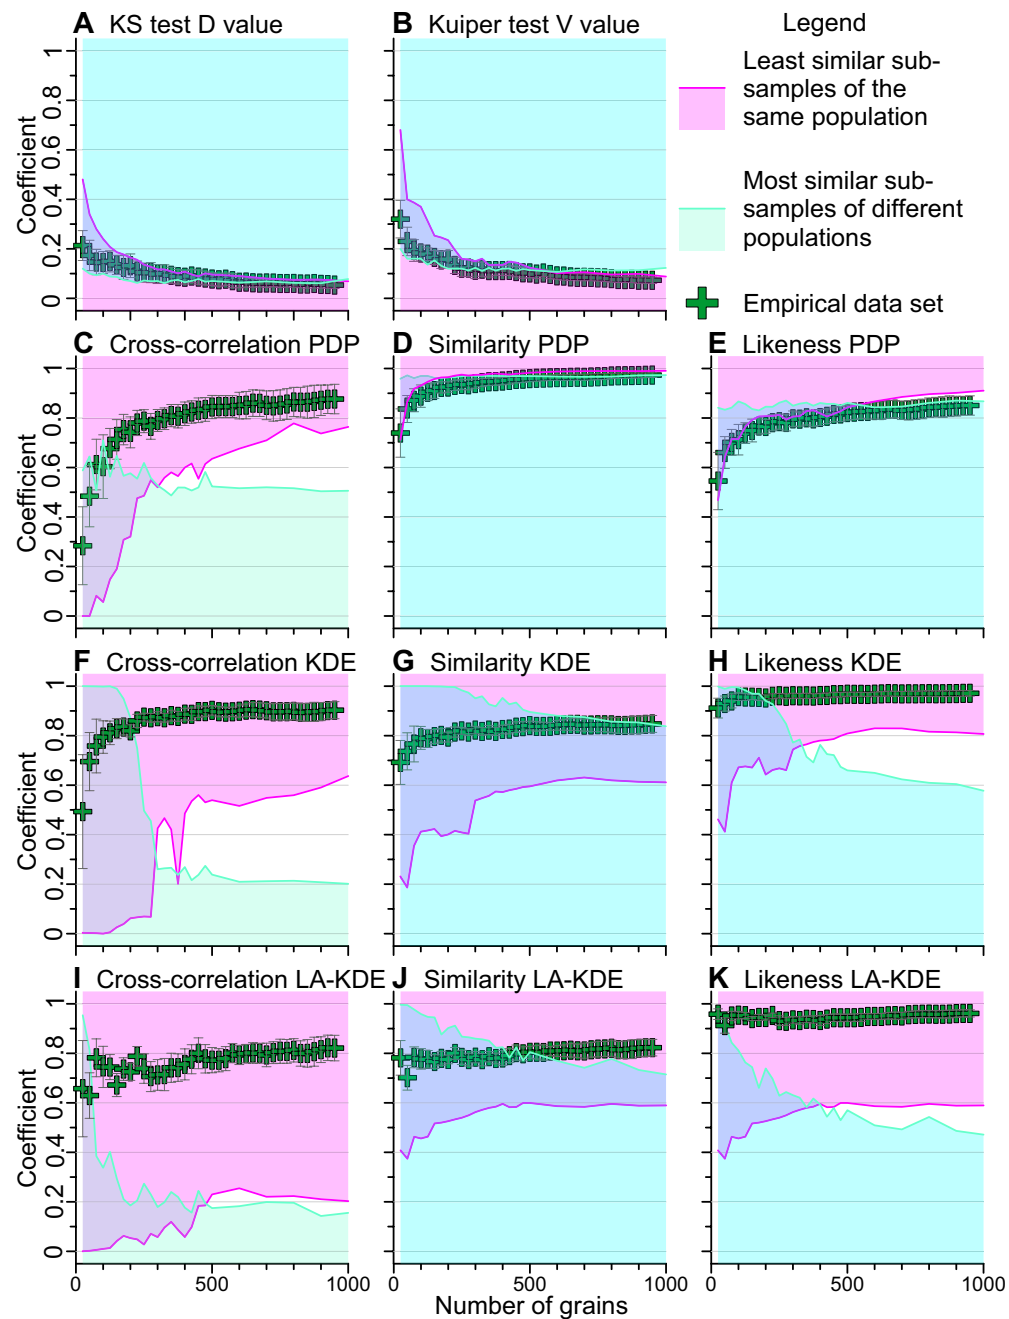 A KS test D value
B Kuiper test V value
Legend
Least similar sub-
samples of the
same population
Most similar sub-
samples of different
populations
Empirical data set
Coefficient
1
0.8
0.6
0.4
0.2
0
C Cross-correlation PDP
D Similarity PDP
E Likeness PDP
Coefficient
1
0.8
0.6
0.4
0.2
0
F Cross-correlation KDE
G Similarity KDE
H Likeness KDE
Coefficient
1
0.8
0.6
0.4
0.2
0
I Cross-correlation LA-KDE
J Similarity LA-KDE
K Likeness LA-KDE
Coefficient
1
0.8
0.6
0.4
0.2
0
0 500 1000
0 500 1000
0 500 1000
Number of grains